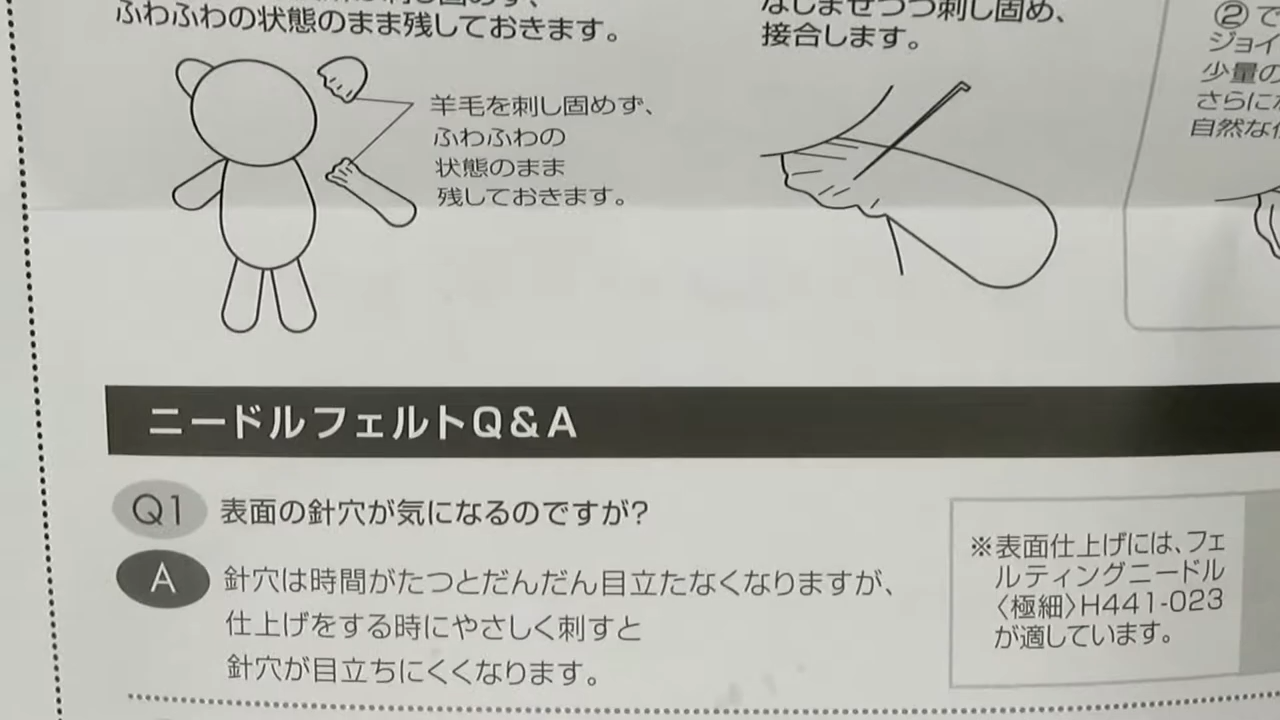 ふわふわの状態のまま残しておきます。
羊毛を刺し固めず、
ふわふわの
状態のまま
残しておきます。
なじませつつ刺し固め、
接合します。
②で
ジョイ
少量の
さらに
自然な
ニードルフェルトQ&A
Q1 表面の針穴が気になるのですが?
A 針穴は時間がたつとだんだん目立たなくなりますが、
仕上げをする時にやさしく刺すと
針穴が目立ちにくくなります。
※表面仕上げには、フェ
ルティングニードル
〈極細〉H441-023
が適しています。